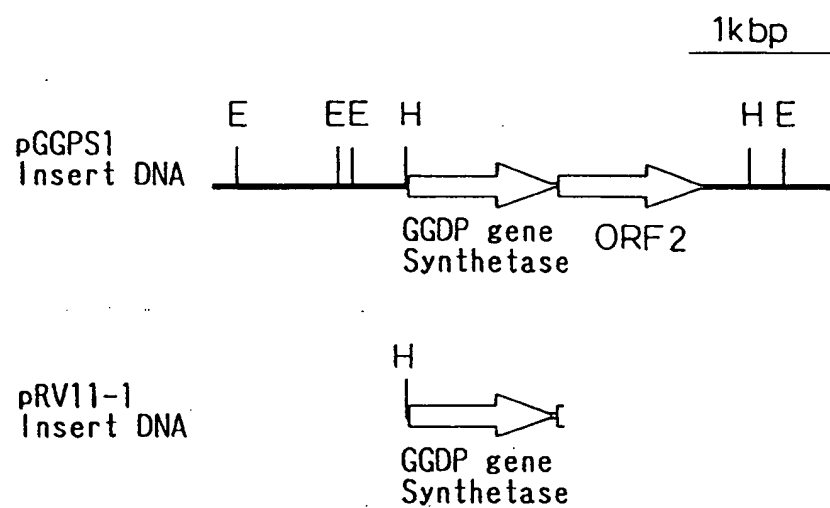 1kbp
E EE H H E
pGGPS1
Insert DNA
GGDP gene
Synthetase
ORF2
H
pRV11-1
Insert DNA
GGDP gene
Synthetase